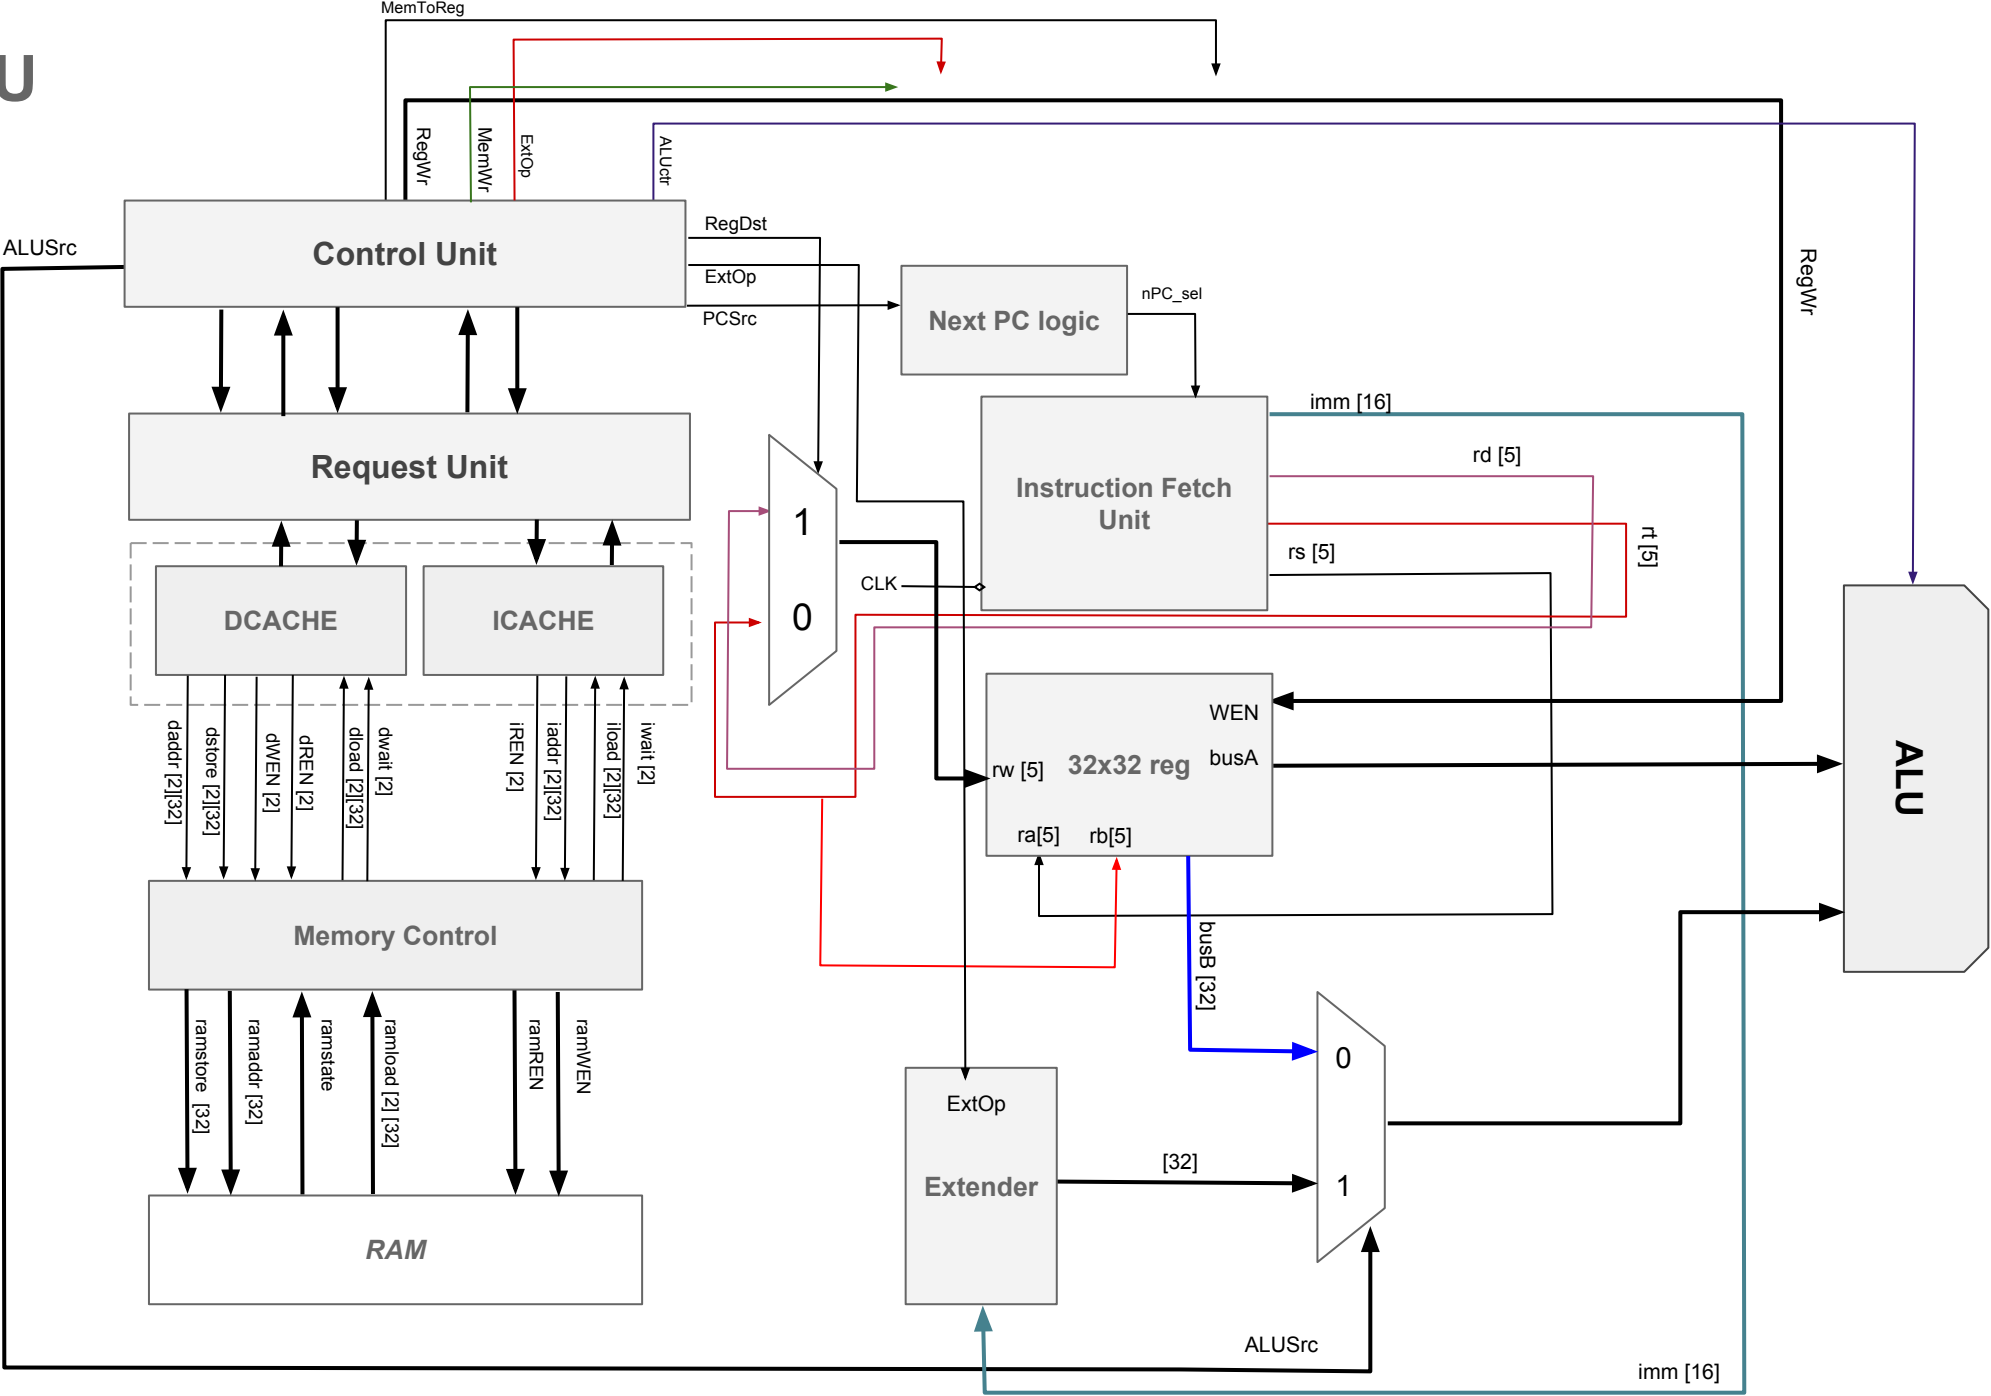 MemToReg
U
RegWr
MemWr
ExtOp
ALUctr
ALUSrc
Control Unit
RegDst
ExtOp
PCSrc
Next PC logic
nPC_sel
RegWr
Request Unit
1
0
CLK
Instruction Fetch
Unit
imm [16]
rd [5]
rt [5]
rs [5]
DCACHE
ICACHE
daddr [2][32]
dstore [2][32]
dWEN [2]
dREN [2]
dload [2][32]
dwait [2]
iREN [2]
iaddr [2][32]
iload [2][32]
iwait [2]
WEN
busA
32x32 reg
rw [5]
ra[5]
rb[5]
ALU
Memory Control
busB [32]
ramstore [32]
ramaddr [32]
ramstate
ramload [2] [32]
ramREN
ramWEN
0
1
ExtOp
Extender
[32]
RAM
ALUSrc
imm [16]